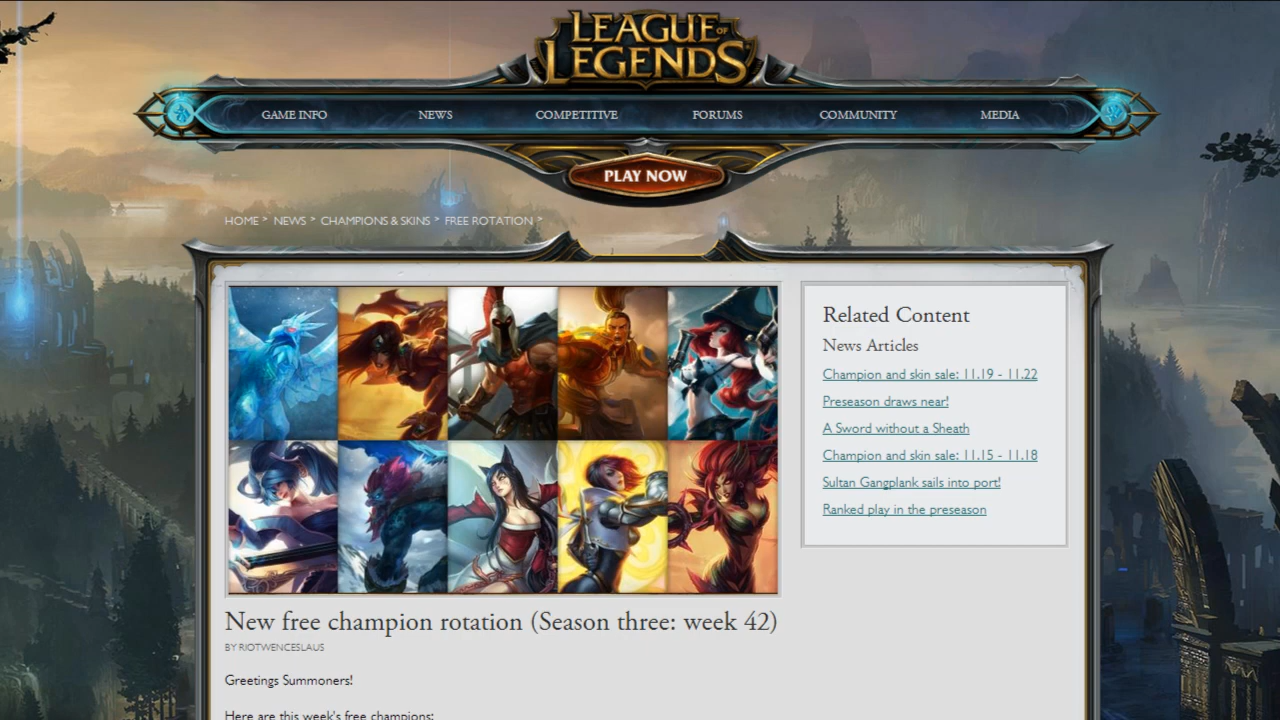 LEAGUE OF LEGENDS
GAME INFO NEWS COMPETITIVE FORUMS COMMUNITY MEDIA
PLAY NOW
HOME > NEWS > CHAMPIONS & SKINS > FREE ROTATION >
Related Content
News Articles
Champion and skin sale: 11.19 - 11.22
Preseason draws near!
A Sword without a Sheath
Champion and skin sale: 11.15 - 11.18
Sultan Gangplank sails into port!
Ranked play in the preseason
New free champion rotation (Season three: week 42)
BY RIOTWENCESLAUS
Greetings Summoners!
Here are this week's free champions: